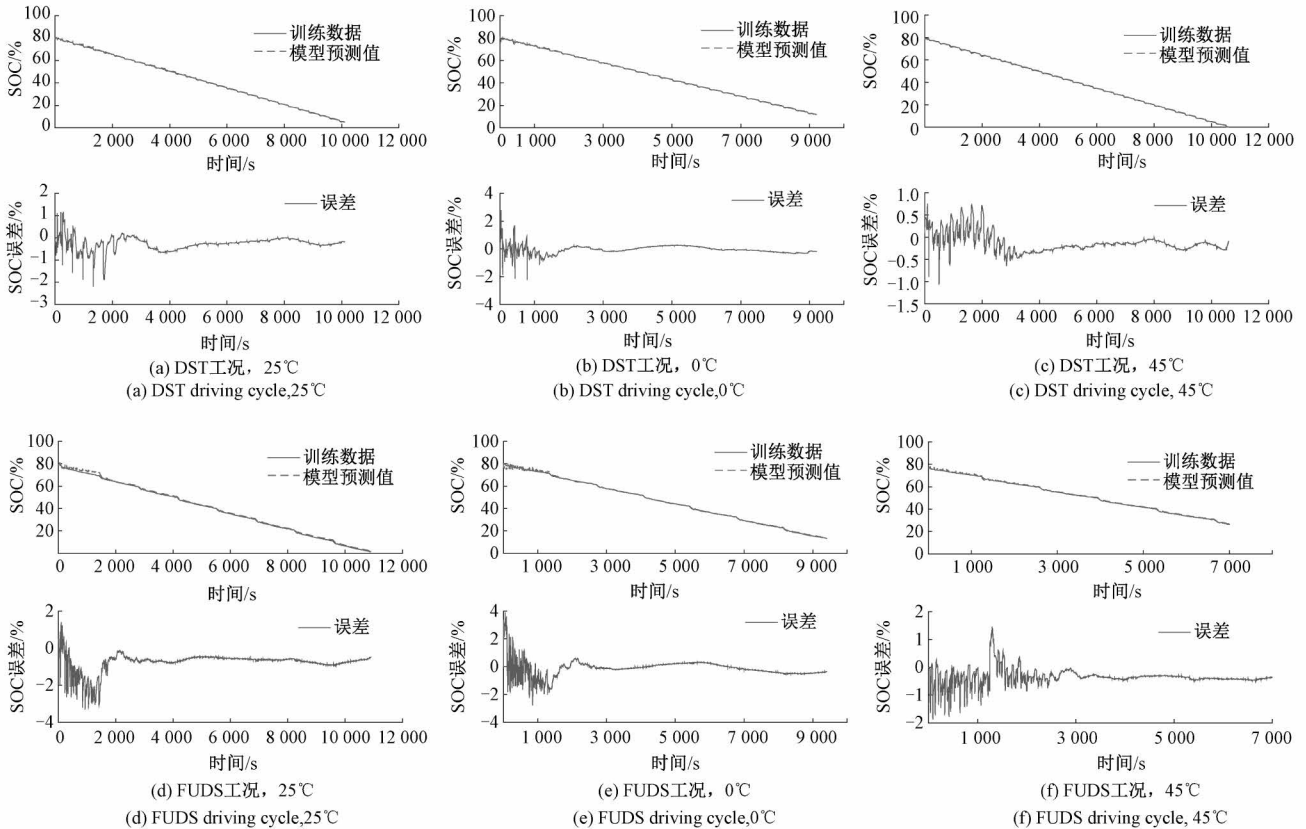 SOC/%
100
80
60
40
20
0
训练数据
模型预测值
0 2 000 4 000 6 000 8 000 10 000 12 000
时间/s
SOC误差/%
2
1
0
−1
−2
−3
误差
0 2 000 4 000 6 000 8 000 10 000 12 000
时间/s
(a) DST工况，25℃
(a) DST driving cycle,25℃
SOC/%
100
80
60
40
20
0
训练数据
模型预测值
0 1 000 3 000 5 000 7 000 9 000
时间/s
SOC误差/%
4
2
0
−2
−4
误差
0 1 000 3 000 5 000 7 000 9 000
时间/s
(b) DST工况，0℃
(b) DST driving cycle,0℃
SOC/%
100
80
60
40
20
0
训练数据
模型预测值
0 2 000 4 000 6 000 8 000 10 000 12 000
时间/s
SOC误差/%
1.0
0.5
0
−0.5
−1.0
−1.5
误差
0 2 000 4 000 6 000 8 000 10 000 12 000
时间/s
(c) DST工况，45℃
(c) DST driving cycle, 45℃
SOC/%
100
80
60
40
20
训练数据
模型预测值
0 2 000 4 000 6 000 8 000 10 000 12 000
时间/s
SOC误差/%
2
0
−2
−4
误差
0 2 000 4 000 6 000 8 000 10 000 12 000
时间/s
(d) FUDS工况，25℃
(d) FUDS driving cycle,25℃
SOC/%
100
80
60
40
20
0
训练数据
模型预测值
1 000 3 000 5 000 7 000 9 000
时间/s
SOC误差/%
4
2
0
−2
−4
误差
1 000 3 000 5 000 7 000 9 000
时间/s
(e) FUDS工况，0℃
(e) FUDS driving cycle,0℃
SOC/%
100
80
60
40
20
0
训练数据
模型预测值
1 000 3 000 5 000 7 000
时间/s
SOC误差/%
2
1
0
−1
2
误差
1 000 3 000 5 000 7 000
时间/s
(f) FUDS工况，45℃
(f) FUDS driving cycle, 45℃